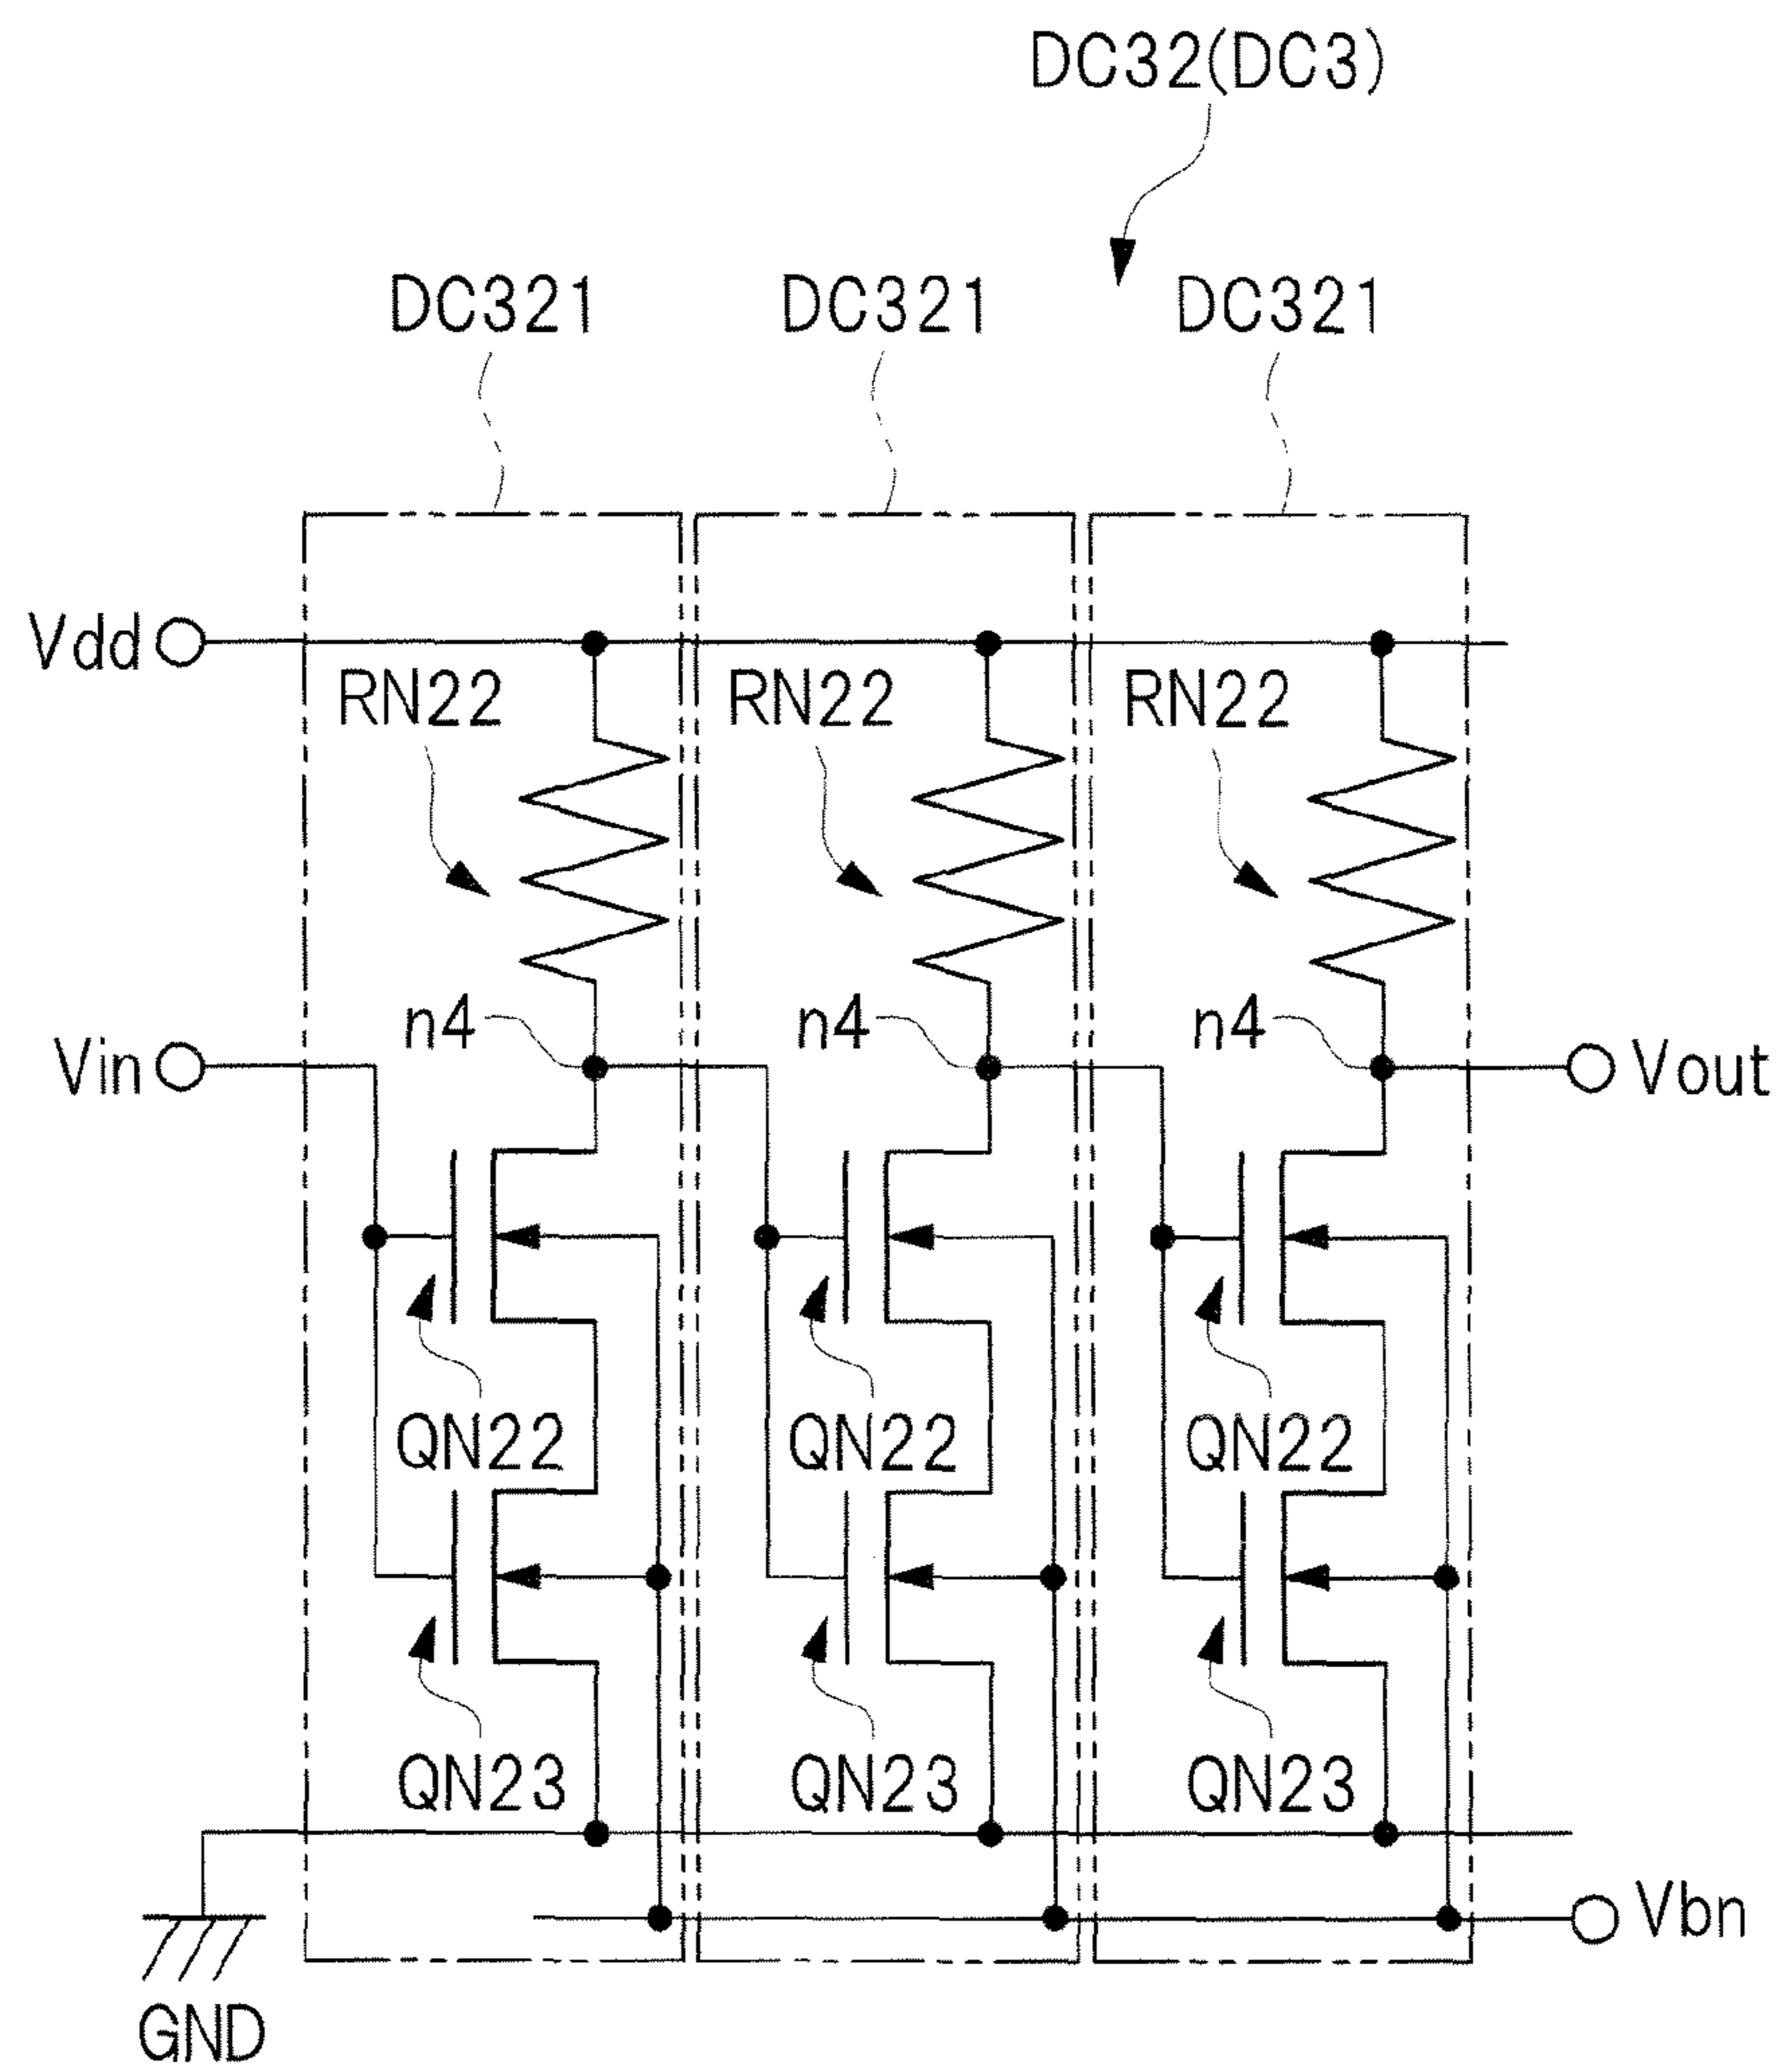 DC32(DC3)
DC321 DC321 DC321
Vdd
RN22 RN22 RN22
n4 n4 n4
Vin Vout
QN22 QN22 QN22
QN23 QN23 QN23
Vbn
GND